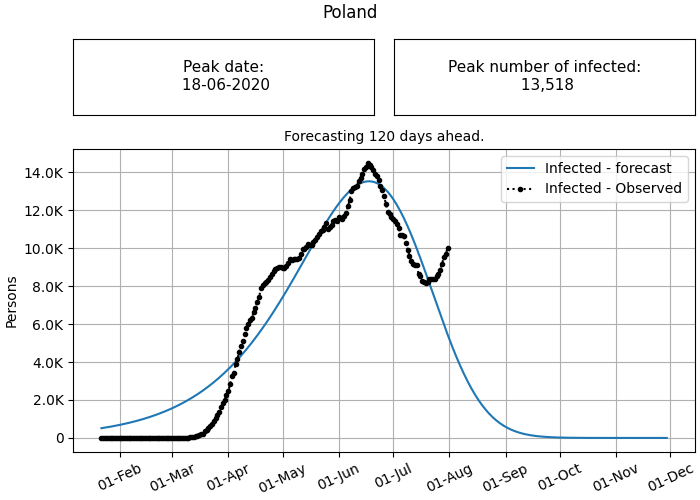 Poland
Peak date:
18-06-2020
Peak number of infected:
13,518
Forecasting 120 days ahead.
Infected - forecast
Infected - Observed
14.0K
12.0K
10.0K
8.0K
6.0K
4.0K
2.0K
0
Persons
01-Feb
01-Mar
01-Apr
01-May
01-Jun
01-Jul
01-Aug
01-Sep
01-Oct
01-Nov
01-Dec